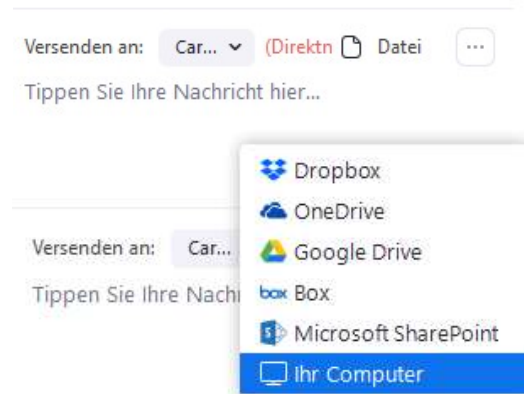 Versenden an: Car... (Direktn Datei ...
Tippen Sie Ihre Nachricht hier...
Dropbox
OneDrive
Google Drive
box Box
Microsoft SharePoint
Ihr Computer
Versenden an: Car...
Tippen Sie Ihre Nach